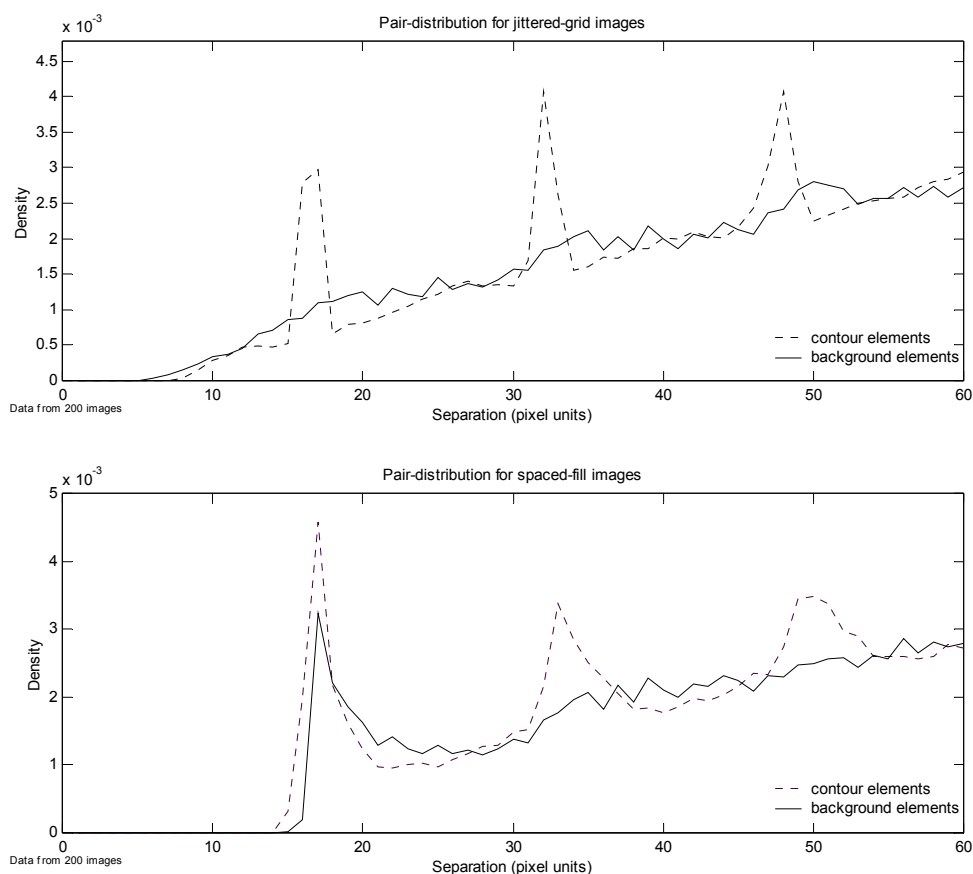 Pair-distribution for jittered-grid images
x 10^-3
4.5
4
3.5
3
2.5
2
1.5
1
0.5
0
Density
0 10 20 30 40 50 60
contour elements
background elements
Data from 200 images
Separation (pixel units)
Pair-distribution for spaced-fill images
x 10^-3
5
4
3
2
1
0
Density
0 10 20 30 40 50 60
contour elements
background elements
Data from 200 images
Separation (pixel units)